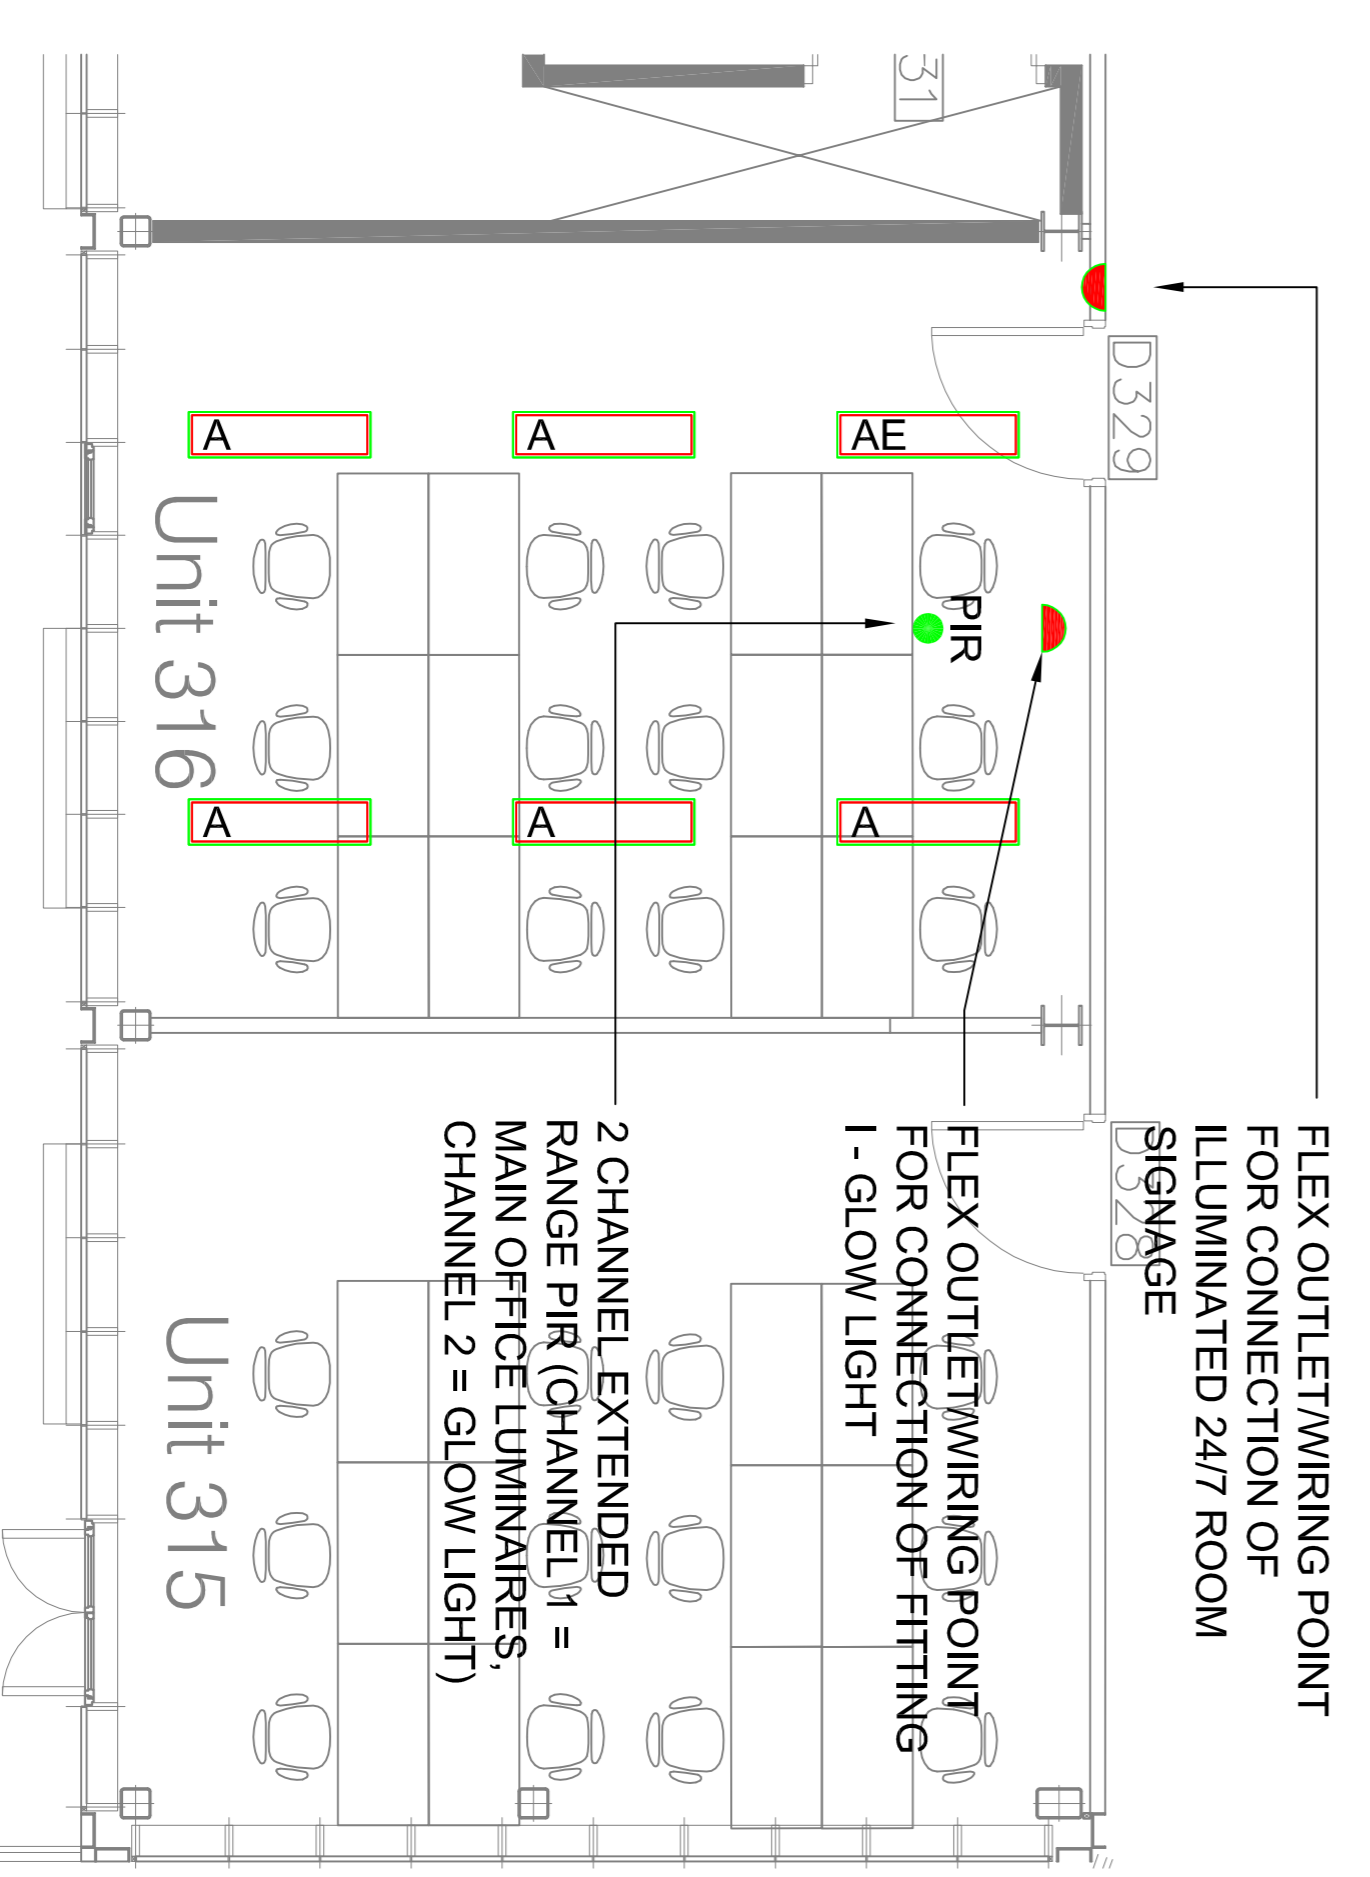 31
D329
A
A
AE
Unit 316
PIR
A
A
A
FLEX OUTLET/WIRING POINT
FOR CONNECTION OF
ILLUMINATED 24/7 ROOM
SIGNAGE
D328
FLEX OUTLET/WIRING POINT
FOR CONNECTION OF FITTING
I - GLOW LIGHT
2 CHANNEL EXTENDED
RANGE PIR (CHANNEL 1 =
MAIN OFFICE LUMINAIRES,
CHANNEL 2 = GLOW LIGHT)
Unit 315